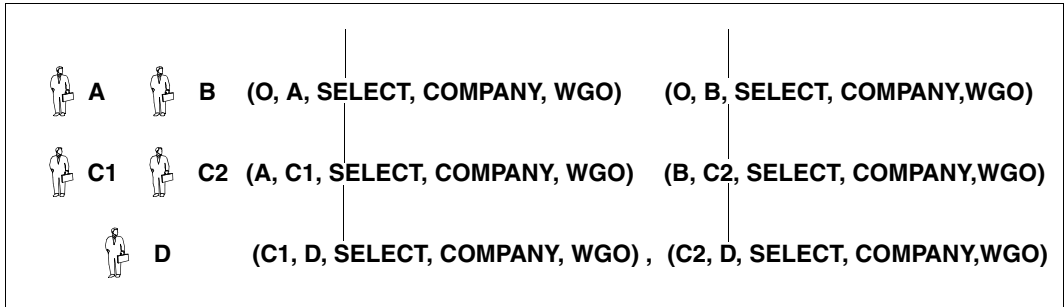 A B (O, A, SELECT, COMPANY, WGO) (O, B, SELECT, COMPANY,WGO)
C1 C2 (A, C1, SELECT, COMPANY, WGO) (B, C2, SELECT, COMPANY,WGO)
D (C1, D, SELECT, COMPANY, WGO) , (C2, D, SELECT, COMPANY,WGO)